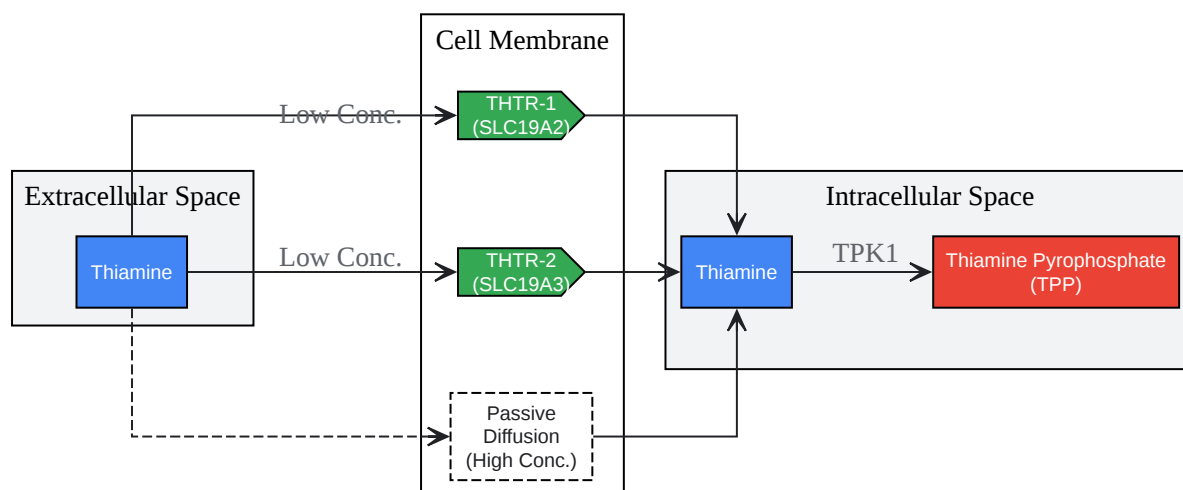 Cell Membrane
Low Conc.
THTR-1
(SLC19A2)
Extracellular Space
Thiamine
Low Conc.
THTR-2
(SLC19A3)
Passive
Diffusion
(High Conc.)
Intracellular Space
Thiamine
TPK1
Thiamine Pyrophosphate
(TPP)